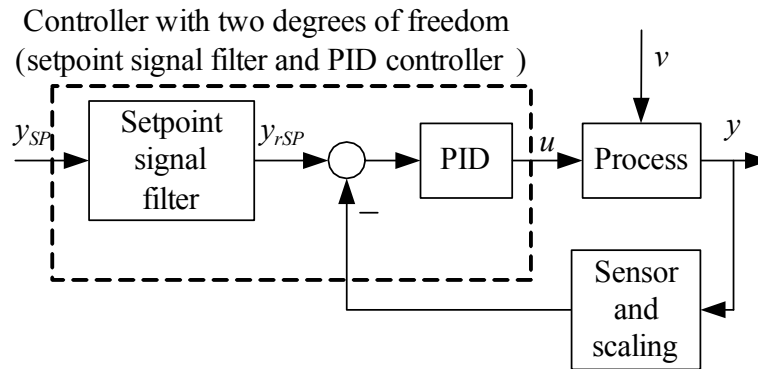 Controller with two degrees of freedom
(setpoint signal filter and PID controller )
v
y_SP
Setpoint
signal
filter
y_rSP
PID
u
Process
y
−
Sensor
and
scaling